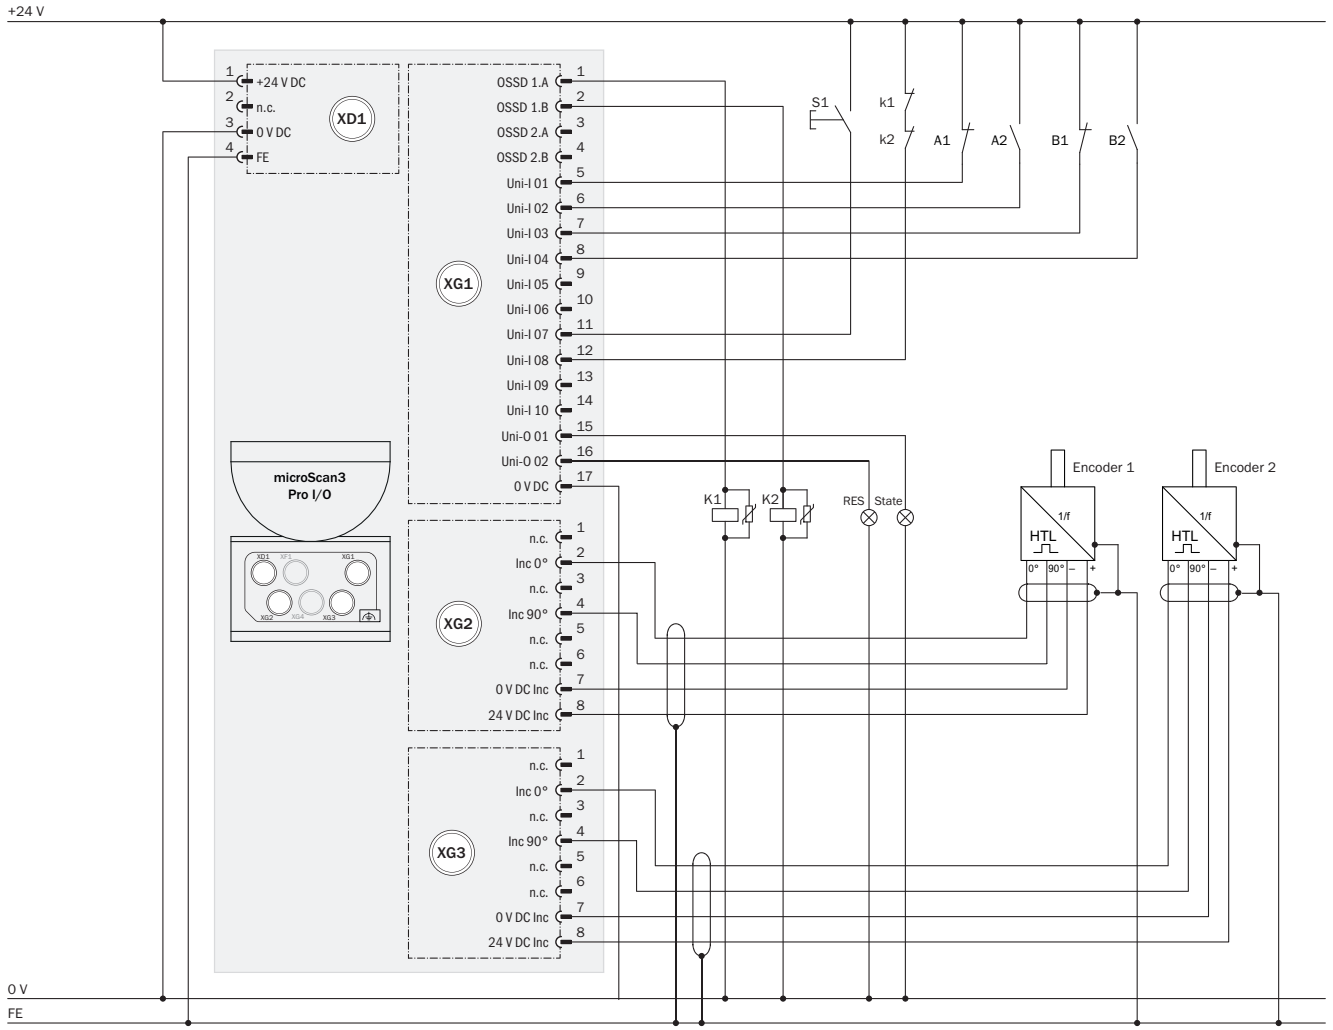 +24 V
1 +24 V DC
2 n.c.
3 0 V DC
4 FE
XD1
XG1
OSSD 1.A 1
OSSD 1.B 2
OSSD 2.A 3
OSSD 2.B 4
Uni-I 01 5
Uni-I 02 6
Uni-I 03 7
Uni-I 04 8
Uni-I 05 9
Uni-I 06 10
Uni-I 07 11
Uni-I 08 12
Uni-I 09 13
Uni-I 10 14
Uni-O 01 15
Uni-O 02 16
0 V DC 17
S1
k1
k2
A1
A2
B1
B2
K1
K2
RES State
microScan3
Pro I/O
XD1 XF1 XG1
XG2 XG4 XG3
XG2
n.c. 1
Inc 0° 2
n.c. 3
Inc 90° 4
n.c. 5
n.c. 6
0 V DC Inc 7
24 V DC Inc 8
XG3
n.c. 1
Inc 0° 2
n.c. 3
Inc 90° 4
n.c. 5
n.c. 6
0 V DC Inc 7
24 V DC Inc 8
Encoder 1
1/f
HTL
0° 90° − +
Encoder 2
1/f
HTL
0° 90° − +
0 V
FE